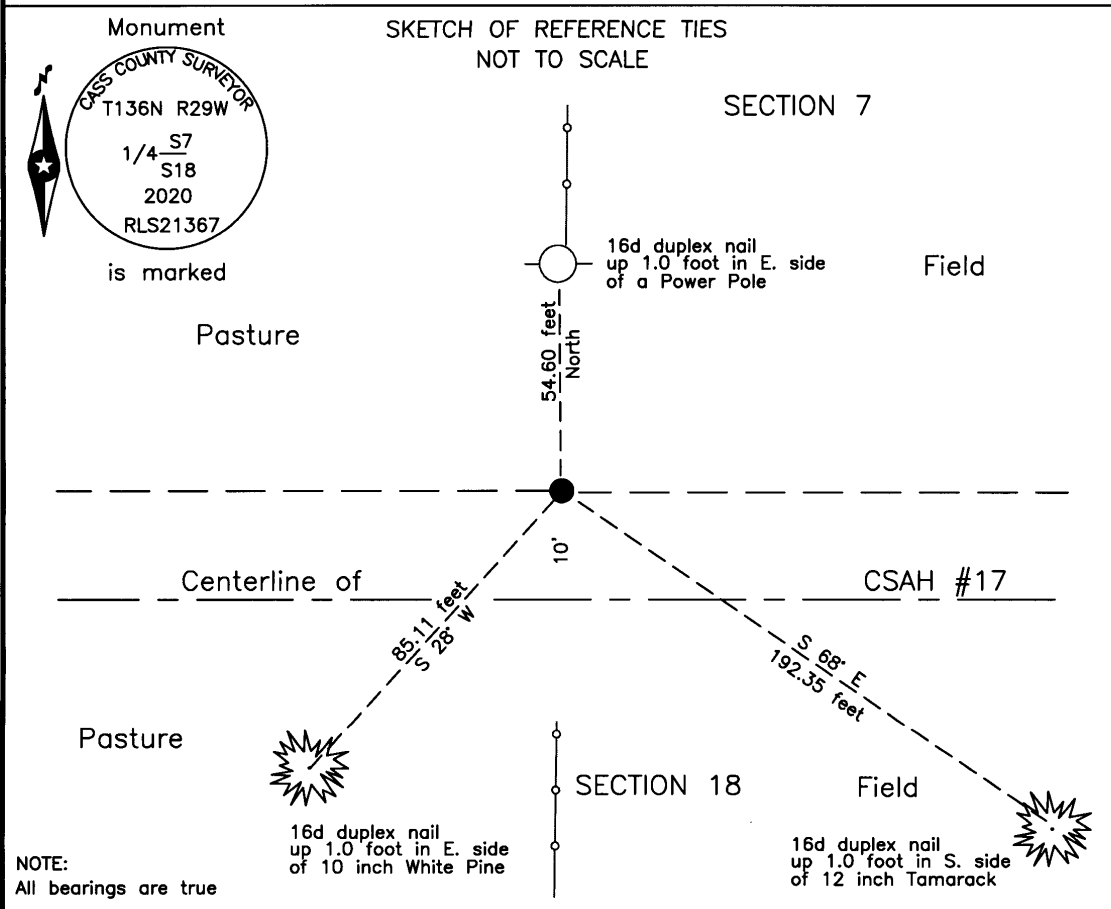 Monument
CASS COUNTY SURVEYOR
T136N R29W
1/4 S7
S18
2020
RLS21367
is marked
SKETCH OF REFERENCE TIES
NOT TO SCALE
N
SECTION 7
16d duplex nail
up 1.0 foot in E. side
of a Power Pole
Field
Pasture
54.60 feet
North
10'
Centerline of
CSAH #17
85.11 feet
S 28° W
S 68° E
192.35 feet
Pasture
SECTION 18
Field
16d duplex nail
up 1.0 foot in E. side
of 10 inch White Pine
16d duplex nail
up 1.0 foot in S. side
of 12 inch Tamarack
NOTE:
All bearings are true